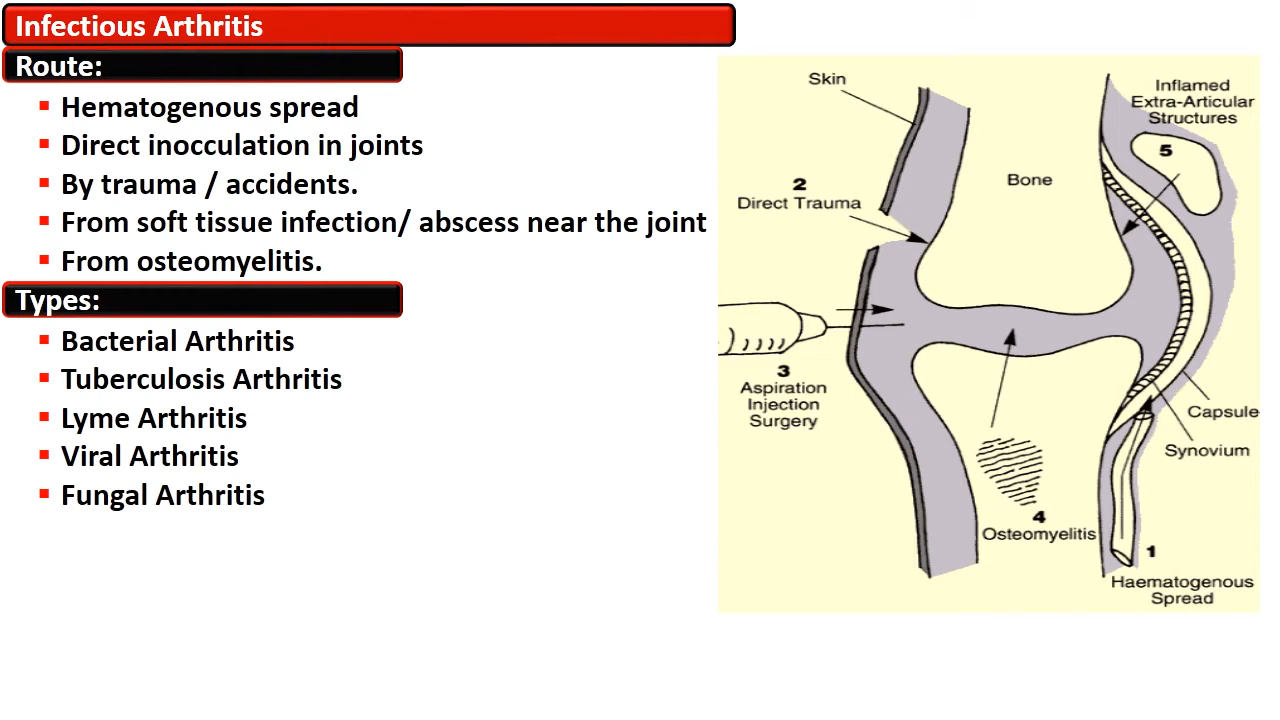 Infectious Arthritis
Route:
Hematogenous spread
Direct inocculation in joints
By trauma / accidents.
From soft tissue infection/ abscess near the joint
From osteomyelitis.
Types:
Bacterial Arthritis
Tuberculosis Arthritis
Lyme Arthritis
Viral Arthritis
Fungal Arthritis
Skin
Inflamed
Extra-Articular
Structures
5
Bone
2
Direct Trauma
3
Aspiration
Injection
Surgery
Capsule
Synovium
4
Osteomyelitis
1
Haematogenous
Spread